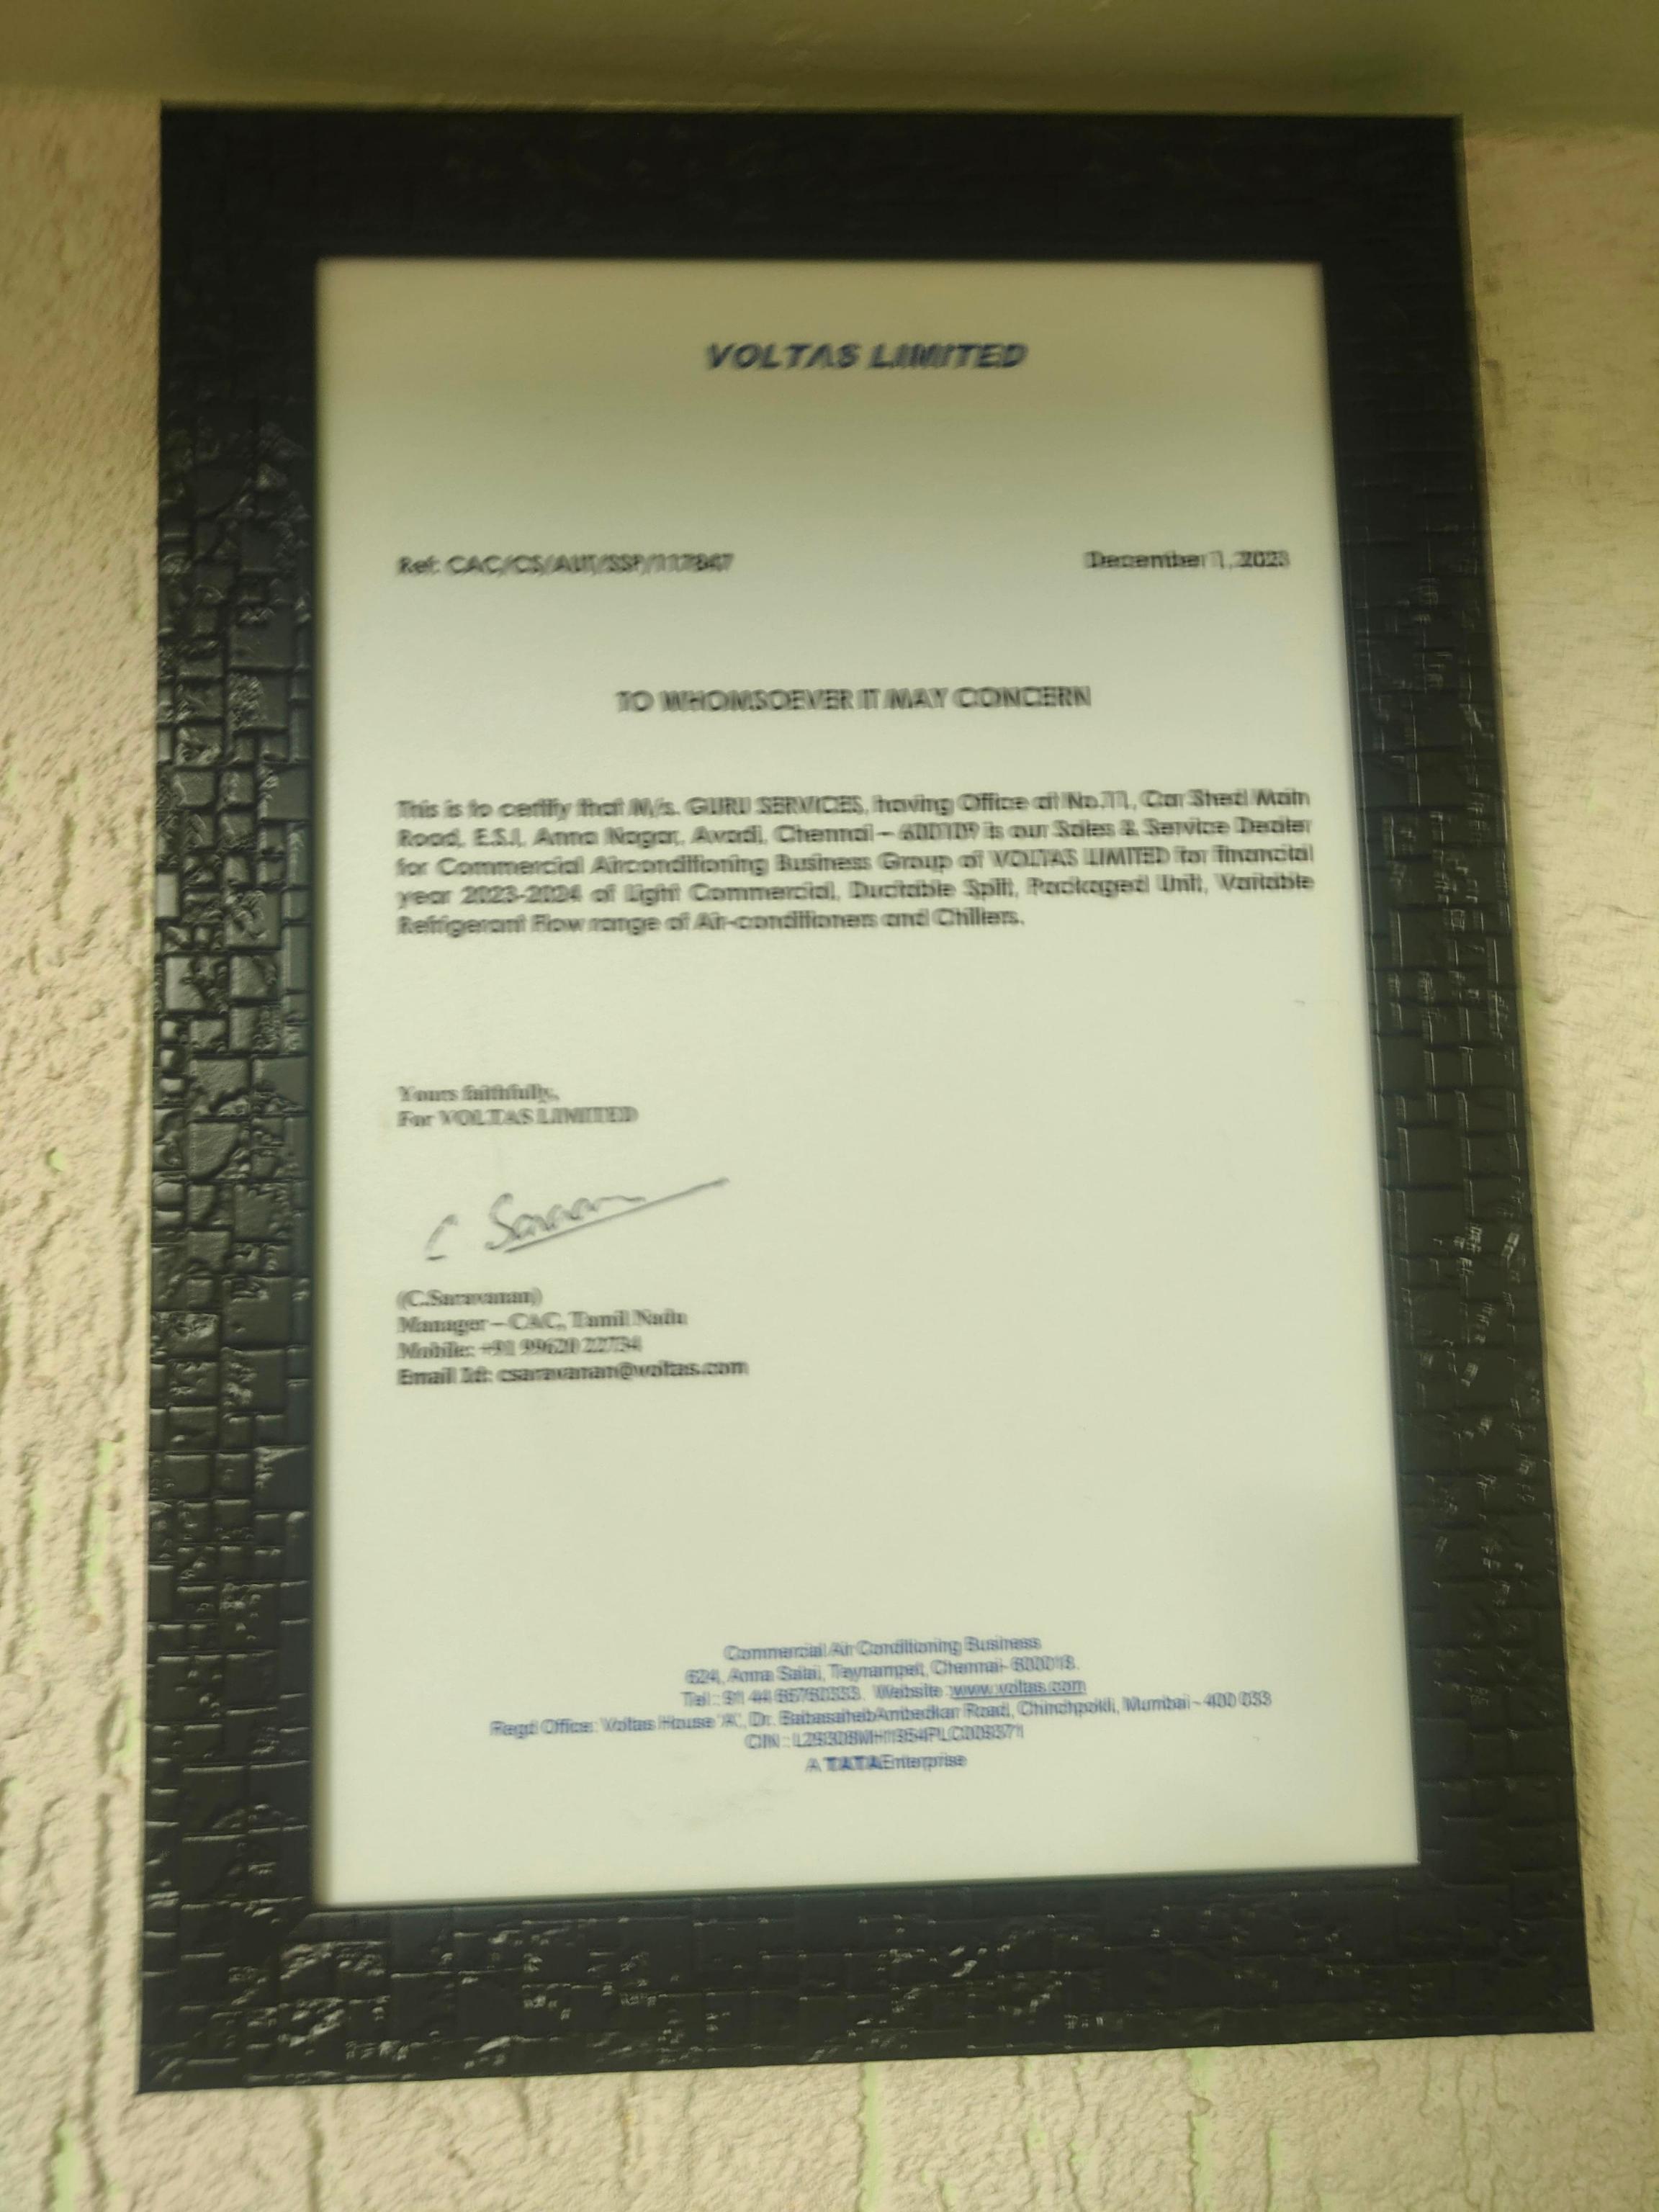 VOLTAS LIMITED
Ref: CAC/CS/AUT/SSP/117847
December 1, 2023
TO WHOMSOEVER IT MAY CONCERN
This is to certify that M/s. GURU SERVICES, having Office at No.11, Car Shed Main
Road, E.S.I, Anna Nagar, Avadi, Chennai – 600109 is our Sales & Service Dealer
for Commercial Airconditioning Business Group of VOLTAS LIMITED for financial
year 2023-2024 of Light Commercial, Ductable Split, Packaged Unit, Variable
Refrigerant Flow range of Air-conditioners and Chillers.
Yours faithfully,
For VOLTAS LIMITED
C Saravan
(C.Saravanan)
Manager – CAC, Tamil Nadu
Mobile: +91 99620 22734
Email Id: csaravanan@voltas.com
Commercial Air Conditioning Business
624, Anna Salai, Teynampet, Chennai- 600018.
Tel : 91 44 66760333, Website :www.voltas.com
Regd Office: Voltas House 'A', Dr. BabasahebAmbedkar Road, Chinchpokli, Mumbai - 400 033
CIN : L29308MH1954PLC009371
A TATA Enterprise